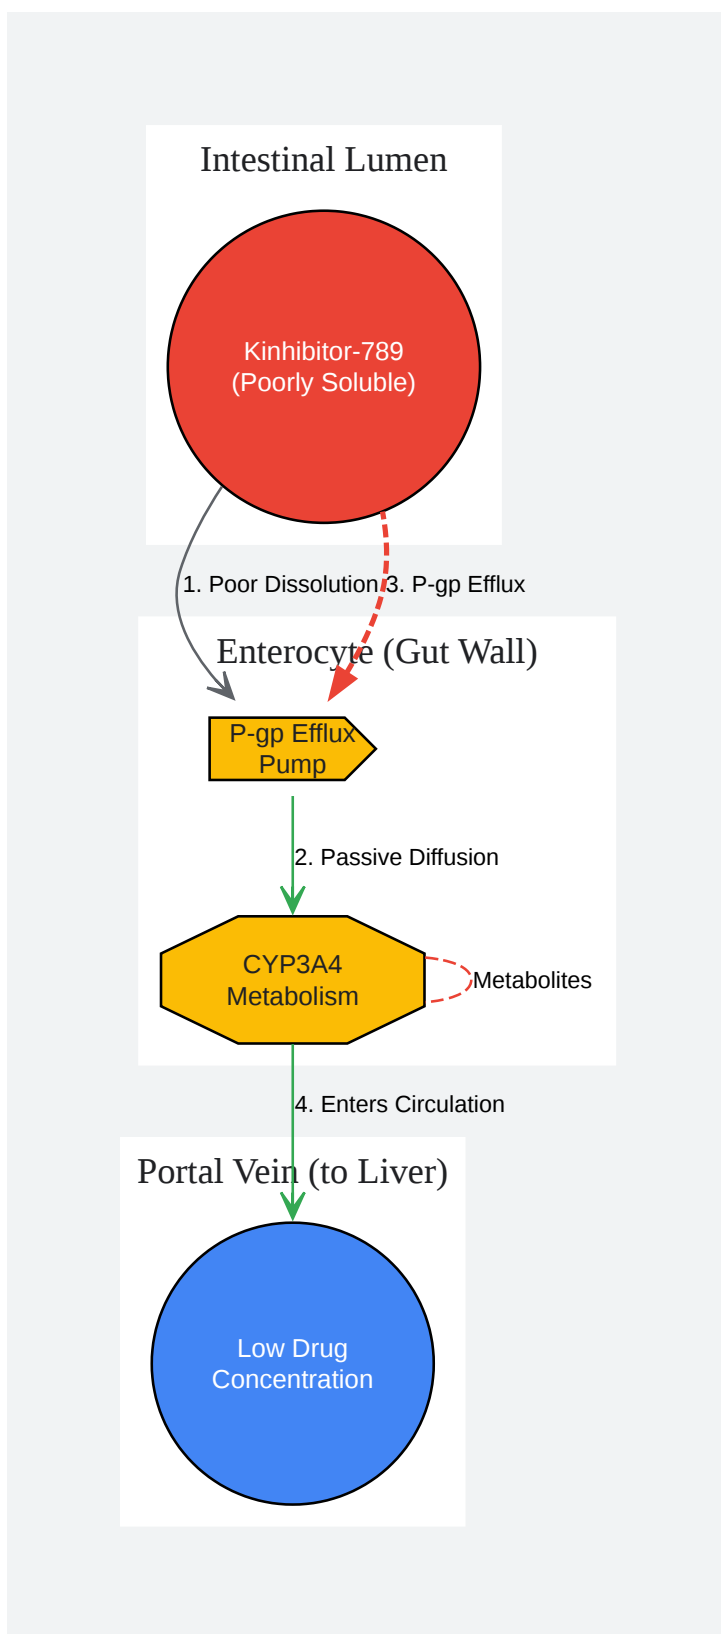 Intestinal Lumen
Kinhibitor-789
(Poorly Soluble)
1. Poor Dissolution
3. P-gp Efflux
Enterocyte (Gut Wall)
P-gp Efflux
Pump
2. Passive Diffusion
CYP3A4
Metabolism
Metabolites
4. Enters Circulation
Portal Vein (to Liver)
Low Drug
Concentration